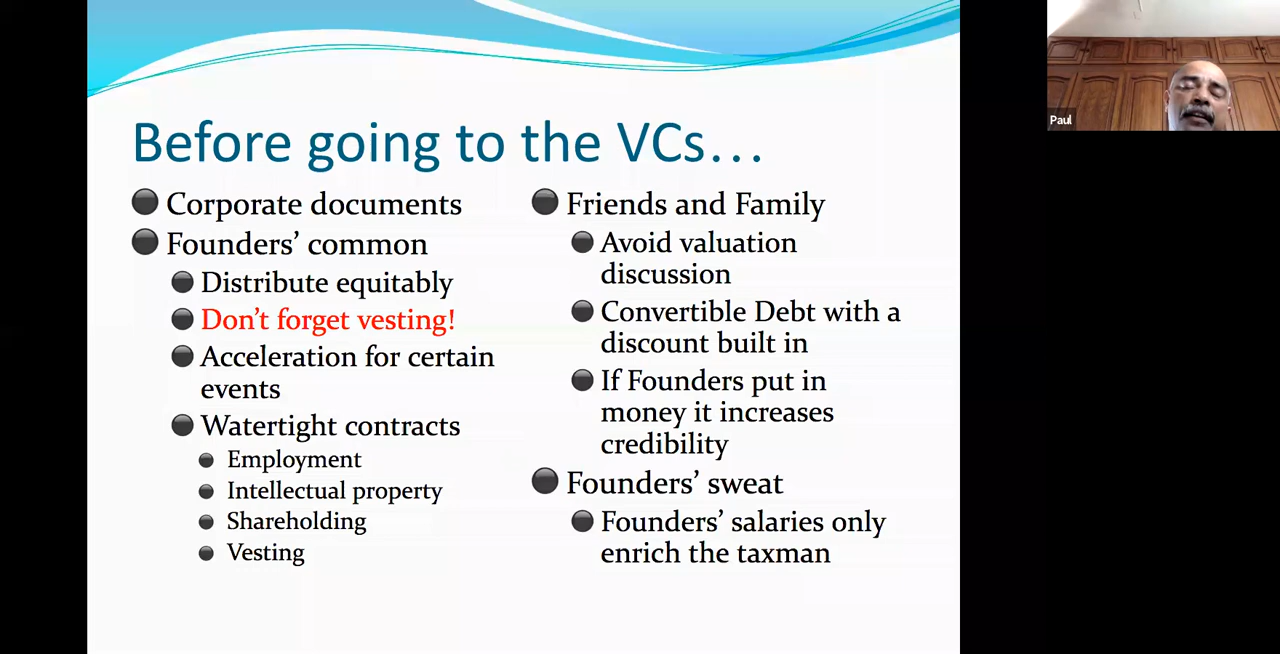 Before going to the VCs…
Corporate documents
Founders’ common
Distribute equitably
Don’t forget vesting!
Acceleration for certain
events
Watertight contracts
Employment
Intellectual property
Shareholding
Vesting
Friends and Family
Avoid valuation
discussion
Convertible Debt with a
discount built in
If Founders put in
money it increases
credibility
Founders’ sweat
Founders’ salaries only
enrich the taxman
Paul